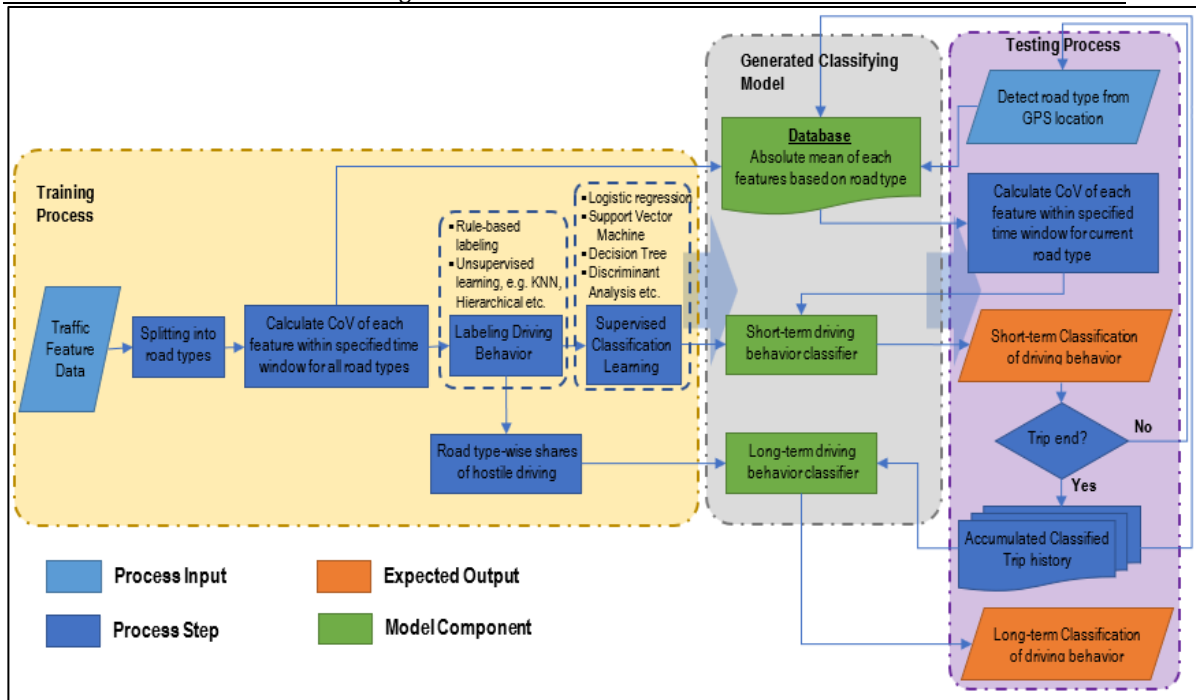 Training
Process
Traffic
Feature
Data
Splitting into
road types
Calculate CoV of each
feature within specified time
window for all road types
▪ Rule-based
labeling
▪ Unsupervised
learning, e.g. KNN,
Hierarchical etc.
Labeling Driving
Behavior
▪ Logistic regression
▪ Support Vector
Machine
▪ Decision Tree
▪ Discriminant
Analysis etc.
Supervised
Classification
Learning
Road type-wise shares
of hostile driving
Generated Classifying
Model
Database
Absolute mean of each
features based on road type
Short-term driving
behavior classifier
Long-term driving
behavior classifier
Testing Process
Detect road type from
GPS location
Calculate CoV of each
feature within specified
time window for current
road type
Short-term Classification
of driving behavior
Trip end?
No
Yes
Accumulated Classified
Trip history
Long-term Classification
of driving behavior
Process Input
Expected Output
Process Step
Model Component